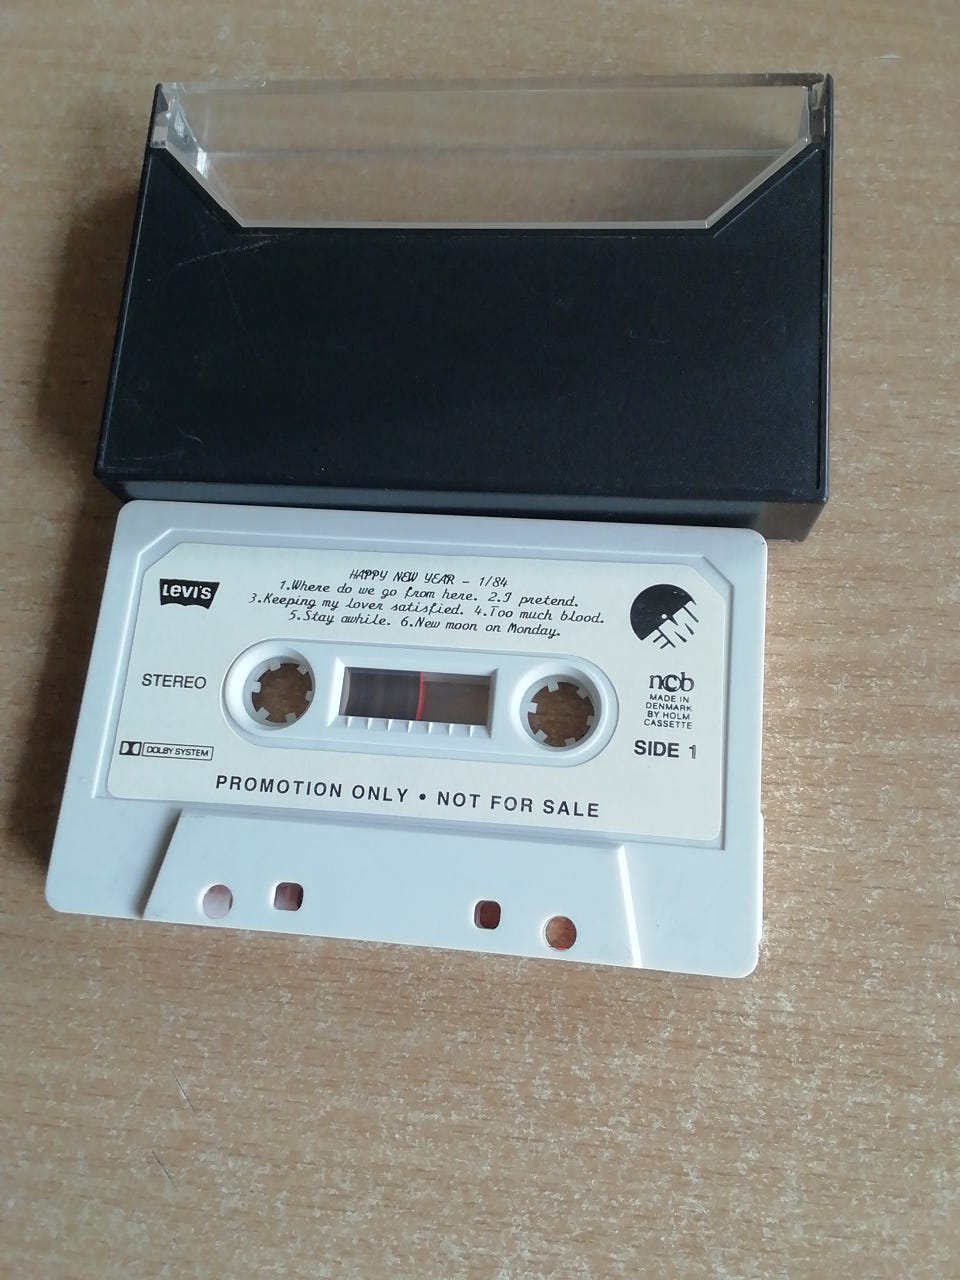 HAPPY NEW YEAR - 1/84
1.Where do we go from here. 2.I pretend.
3.Keeping my lover satisfied. 4.Too much blood.
5.Stay awhile. 6.New moon on Monday.
LEVI'S
EMI
STEREO
ncb
MADE IN
DENMARK
BY HOLM
CASSETTE
DOLBY SYSTEM
SIDE 1
PROMOTION ONLY • NOT FOR SALE